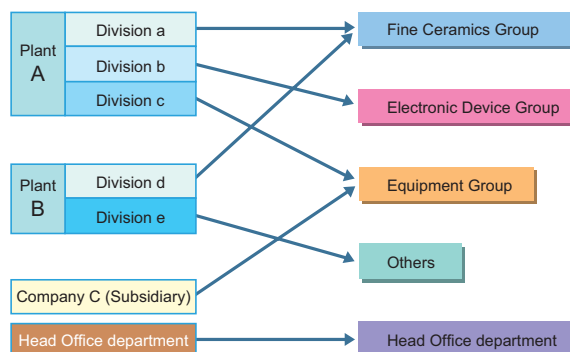 Plant
A
Division a
Division b
Division c
Plant
B
Division d
Division e
Company C (Subsidiary)
Head Office department
Fine Ceramics Group
Electronic Device Group
Equipment Group
Others
Head Office department